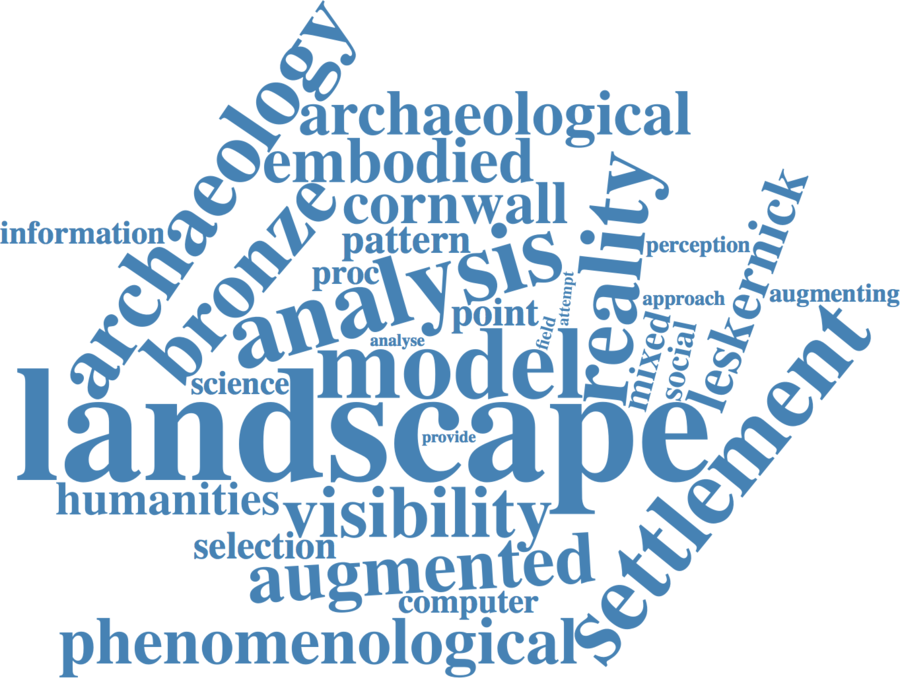 archaeology
archaeological
embodied
bronze
cornwall
information
pattern
reality
perception
leskernick
proc
analysis
attempt
approach
augmenting
point
field
mixed
social
analyse
model
science
settlement
landscape
provide
humanities
visibility
selection
augmented
computer
phenomenological